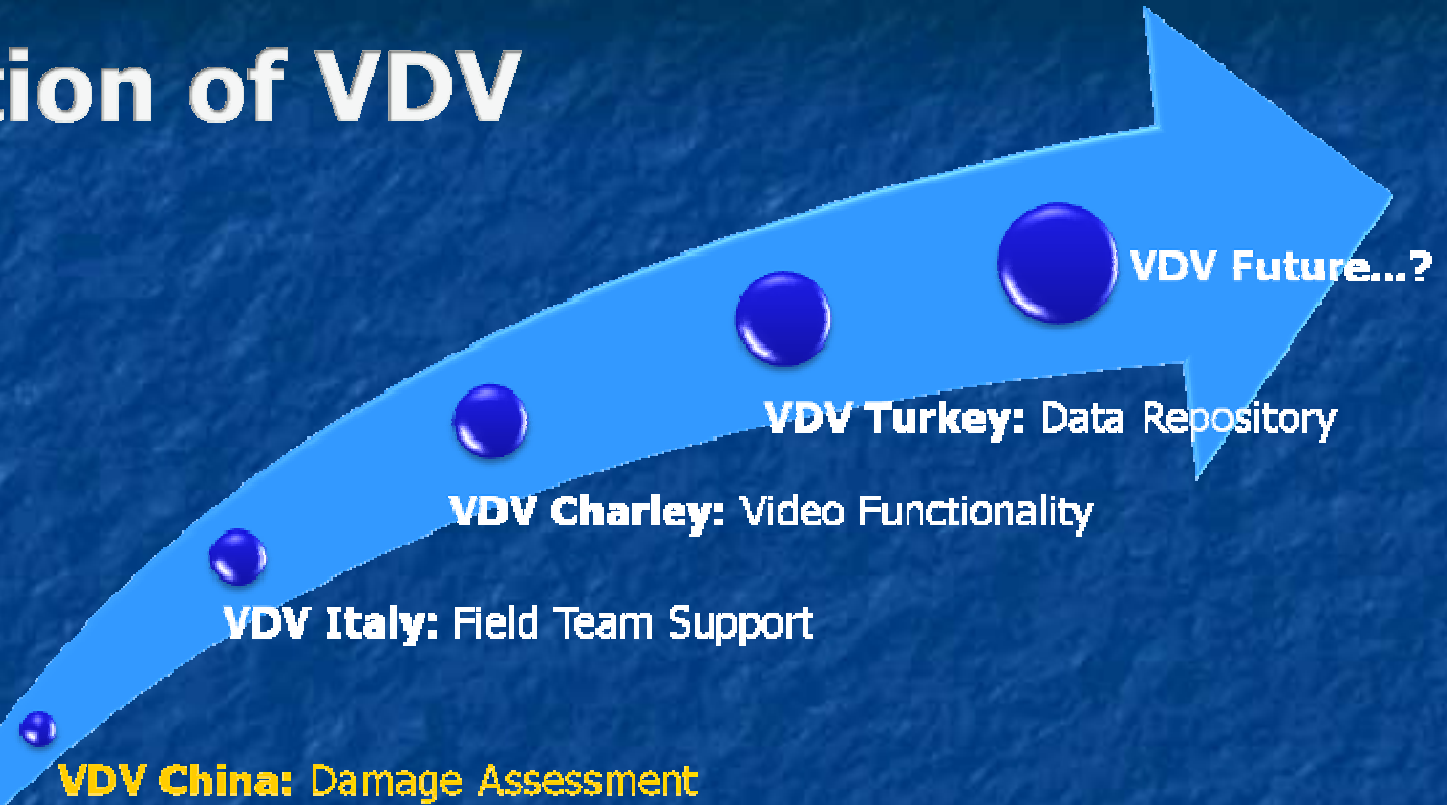 tion of VDV
VDV Future...?
VDV Turkey: Data Repository
VDV Charley: Video Functionality
VDV Italy: Field Team Support
VDV China: Damage Assessment